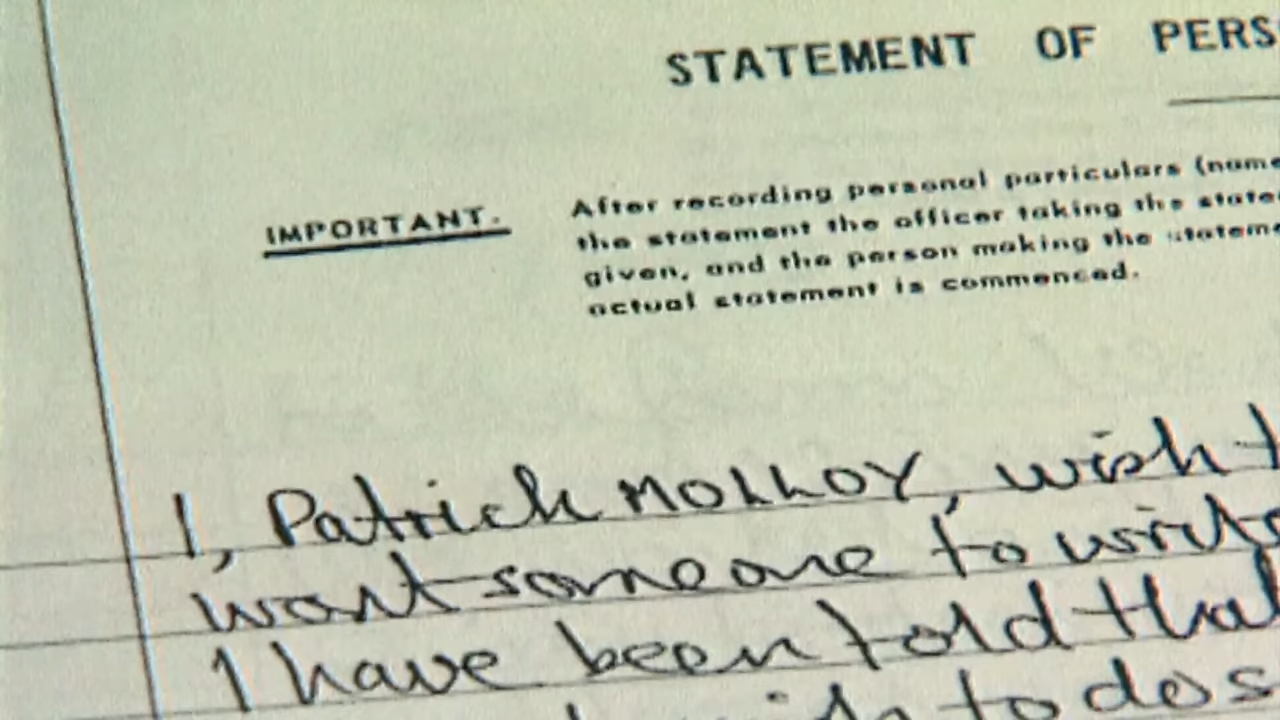 STATEMENT OF PERS
IMPORTANT.
After recording personal particulars (name
the statement the officer taking the state
given, and the person making the stateme
actual statement is commenced.
I, Patrick MOLLOY, wish t
want someone to write
I have been told that
to do s